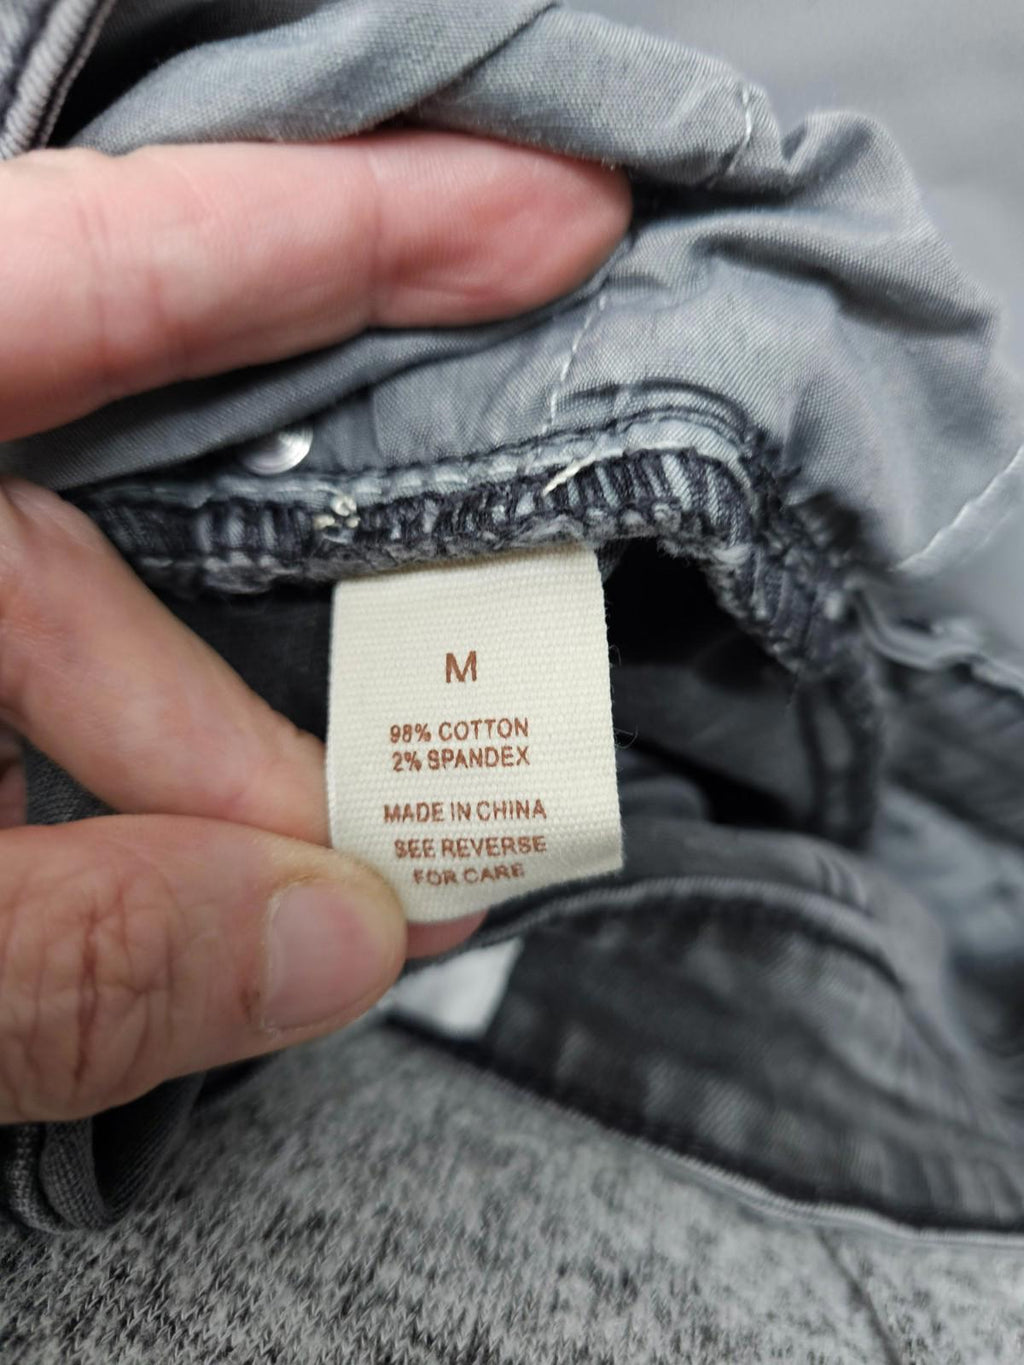 M
98% COTTON
2% SPANDEX
MADE IN CHINA
SEE REVERSE
FOR CARE